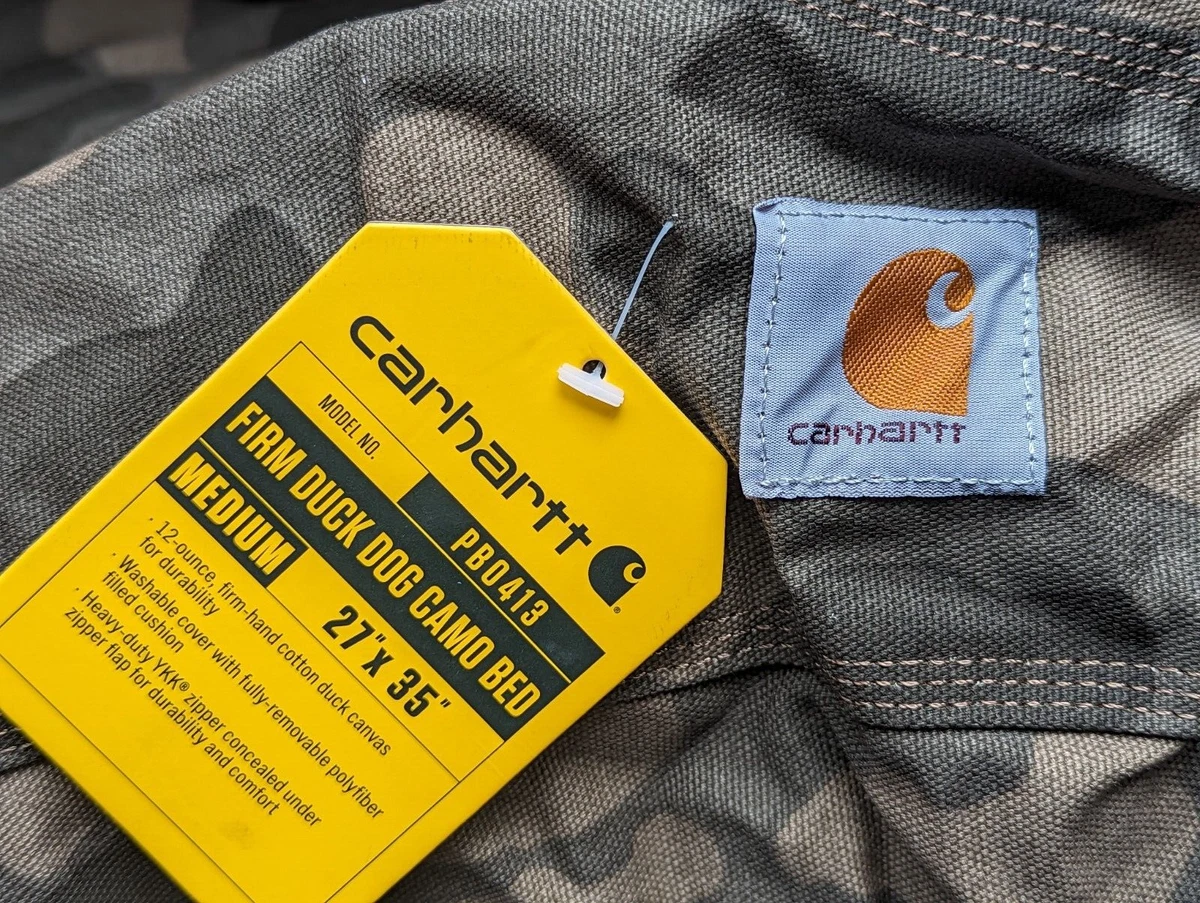 carhartt
MODEL NO.
PB0413
FIRM DUCK DOG CAMO BED
MEDIUM
27" x 35"
· 12-ounce, firm-hand cotton duck canvas
for durability
· Washable cover with fully-removable polyfiber
filled cushion
· Heavy-duty YKK® zipper concealed under
zipper flap for durability and comfort
carhartt